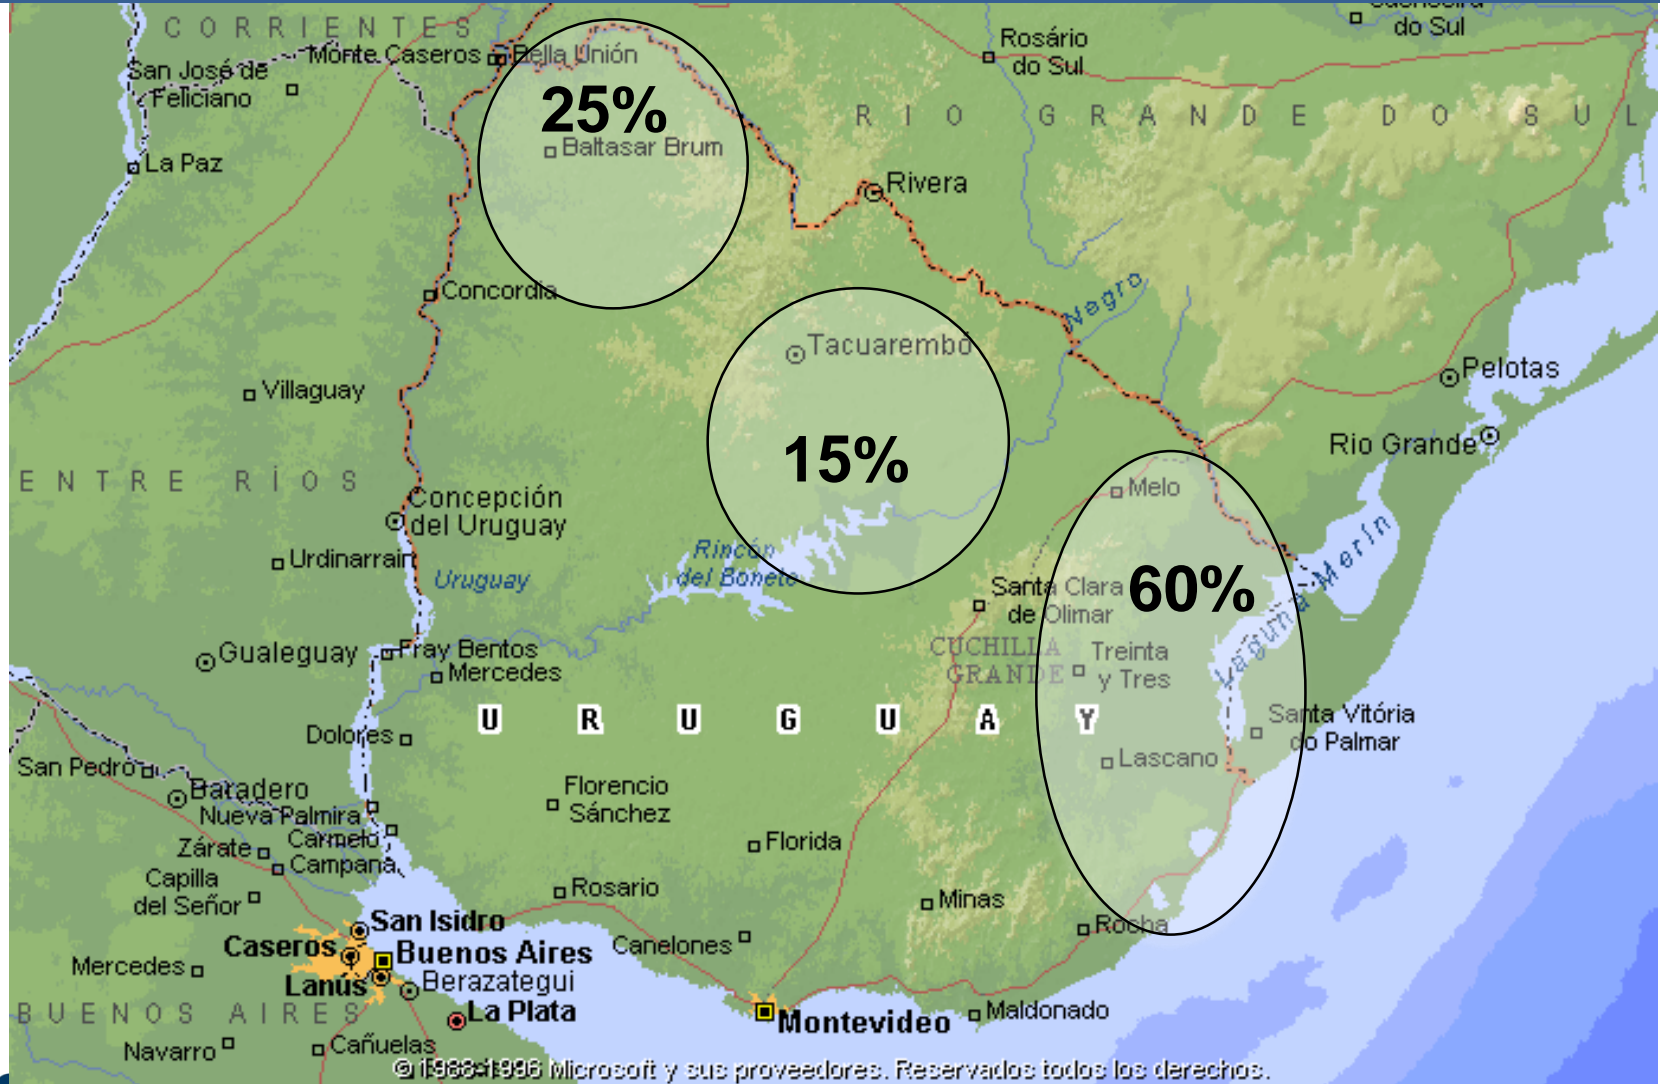 CORRIENTES
Monte Caseros
Bella Unión
San José de
Feliciano
La Paz
25%
Baltasar Brum
Rosário
do Sul
do Sul
RIO GRANDE DO SUL
Rivera
Concordia
Negro
Tacuarembó
Villaguay
Pelotas
15%
Rio Grande
ENTRE RÍOS
Concepción
del Uruguay
Melo
Urdinarrain
Uruguay
Rincón
del Bonete
Laguna Merín
Santa Clara
de Olimar
60%
CUCHILLA
GRANDE
Treinta
y Tres
Gualeguay
Fray Bentos
Mercedes
URUGUAY
Santa Vitória
do Palmar
Dolores
Lascano
San Pedro
Baradero
Nueva Palmira
Florencio
Sánchez
Carmelo
Zárate
Campana
Florida
Capilla
del Señor
Rosario
Minas
San Isidro
Rocha
Caseros
Buenos Aires
Canelones
Mercedes
Lanús
Berazategui
BUENOS AIRES
La Plata
Montevideo
Maldonado
Navarro
Cañuelas
© 1988-1996 Microsoft y sus proveedores. Reservados todos los derechos.